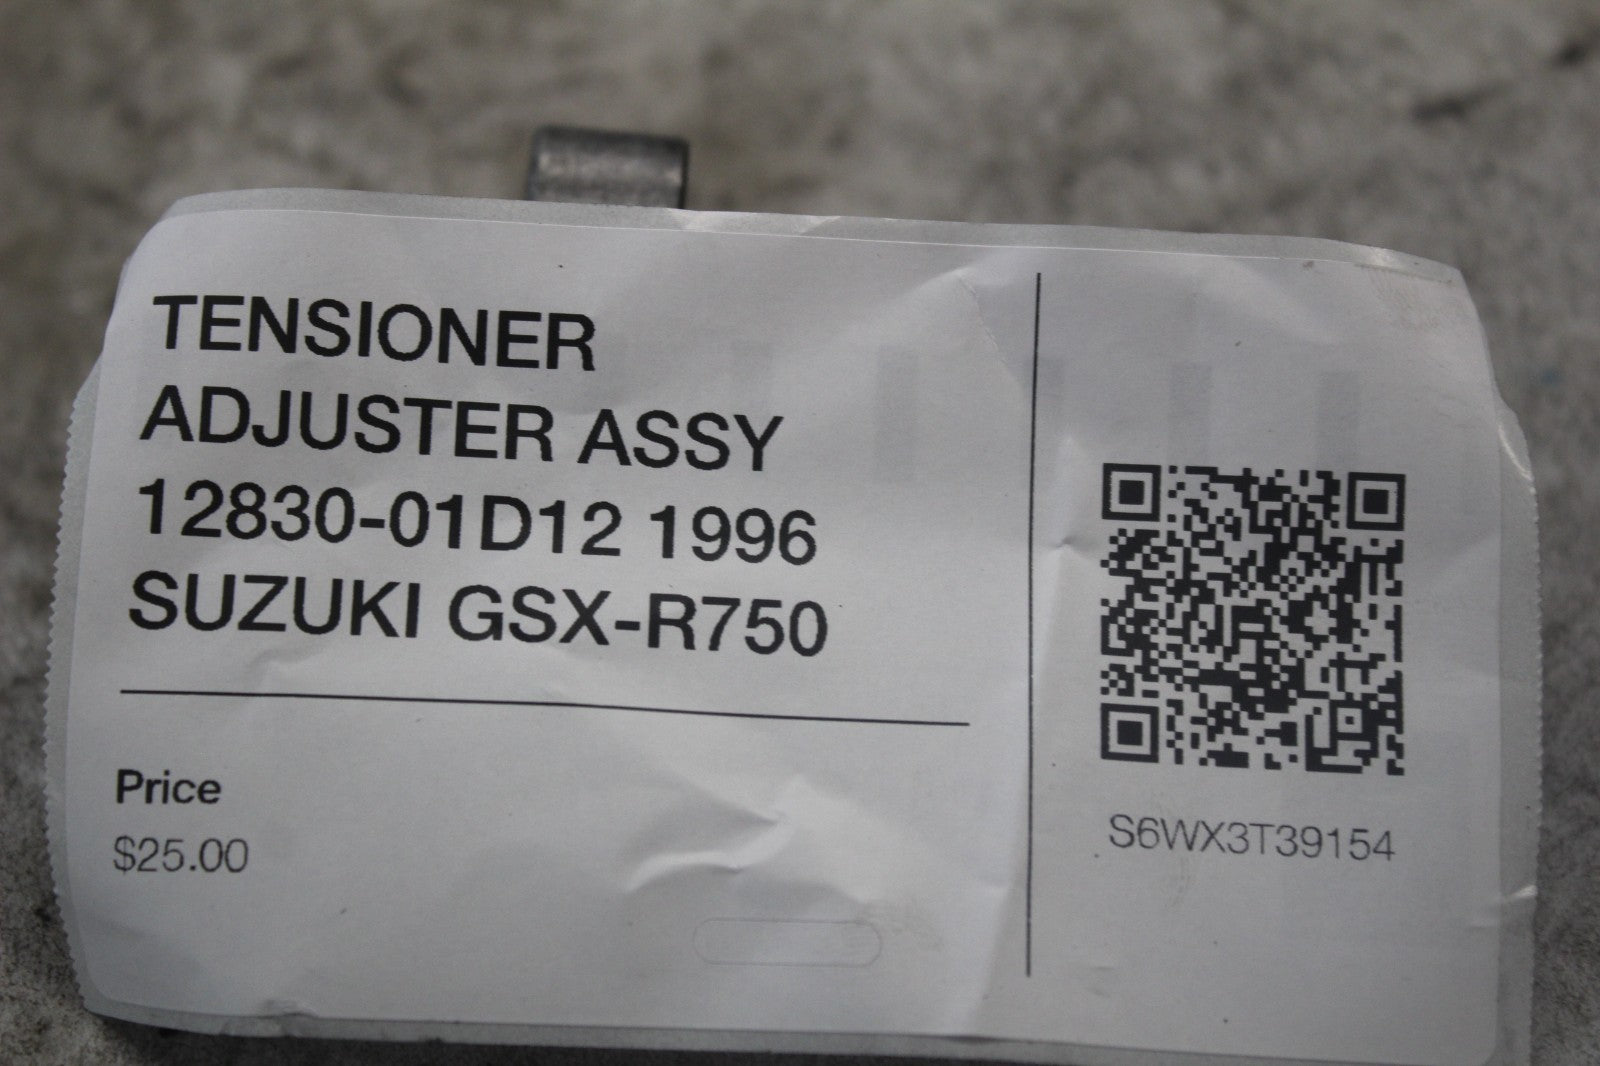 TENSIONER
ADJUSTER ASSY
12830-01D12 1996
SUZUKI GSX-R750
Price
$25.00
S6WX3T39154